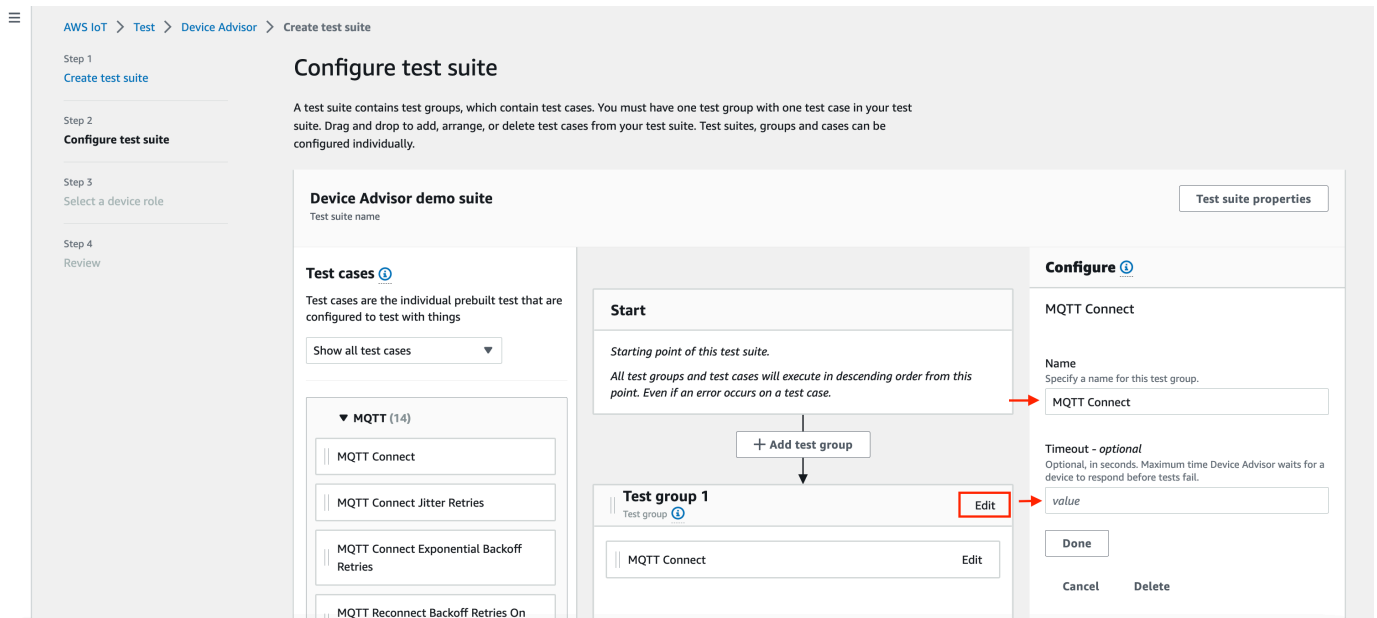 AWS IoT > Test > Device Advisor > Create test suite
Step 1
Create test suite
Step 2
Configure test suite
Step 3
Select a device role
Step 4
Review
Configure test suite
A test suite contains test groups, which contain test cases. You must have one test group with one test case in your test
suite. Drag and drop to add, arrange, or delete test cases from your test suite. Test suites, groups and cases can be
configured individually.
Device Advisor demo suite
Test suite name
Test suite properties
Test cases
Test cases are the individual prebuilt test that are
configured to test with things
Show all test cases
MQTT (14)
MQTT Connect
MQTT Connect Jitter Retries
MQTT Connect Exponential Backoff
Retries
MQTT Reconnect Backoff Retries On
Start
Starting point of this test suite.
All test groups and test cases will execute in descending order from this
point. Even if an error occurs on a test case.
+ Add test group
Test group 1
Test group
Edit
MQTT Connect
Edit
Configure
MQTT Connect
Name
Specify a name for this test group.
MQTT Connect
Timeout - optional
Optional, in seconds. Maximum time Device Advisor waits for a
device to respond before tests fail.
value
Done
Cancel
Delete